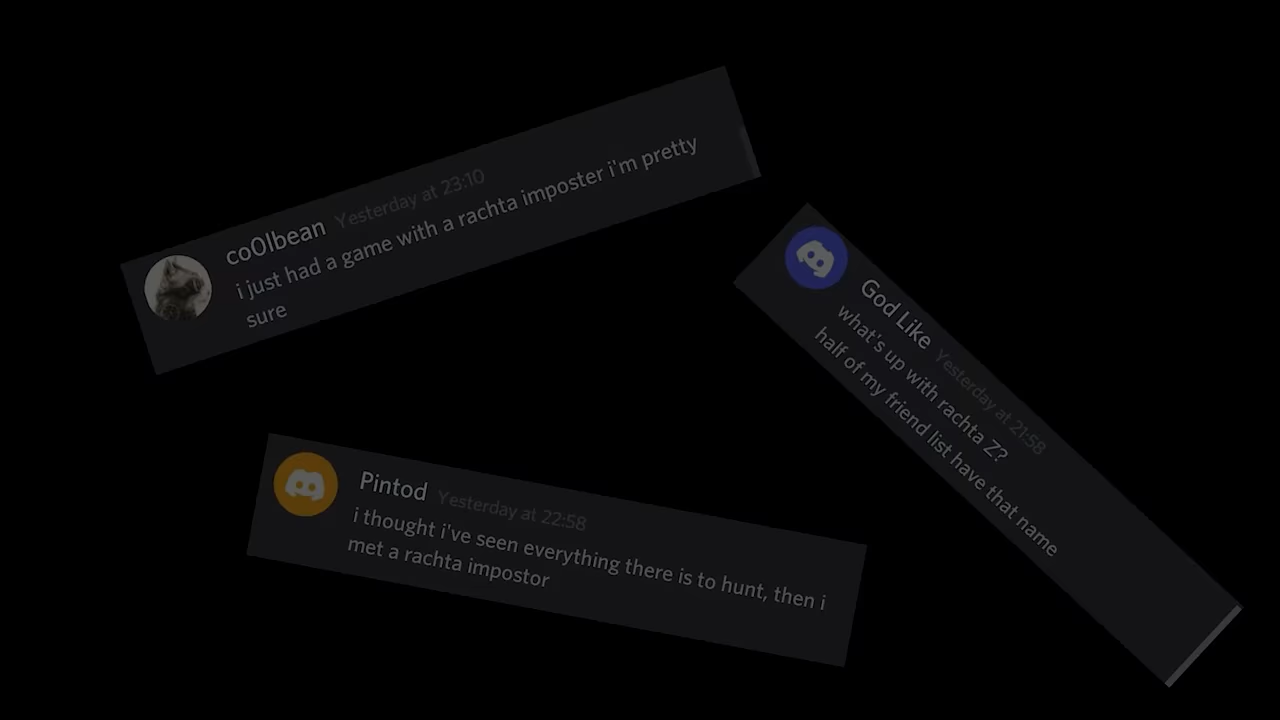 co0lbean Yesterday at 23:10
i just had a game with a rachta imposter i'm pretty
sure
God Like Yesterday at 21:58
what's up with rachta Z?
half of my friend list have that name
Pintod Yesterday at 22:58
i thought i've seen everything there is to hunt, then i
met a rachta impostor